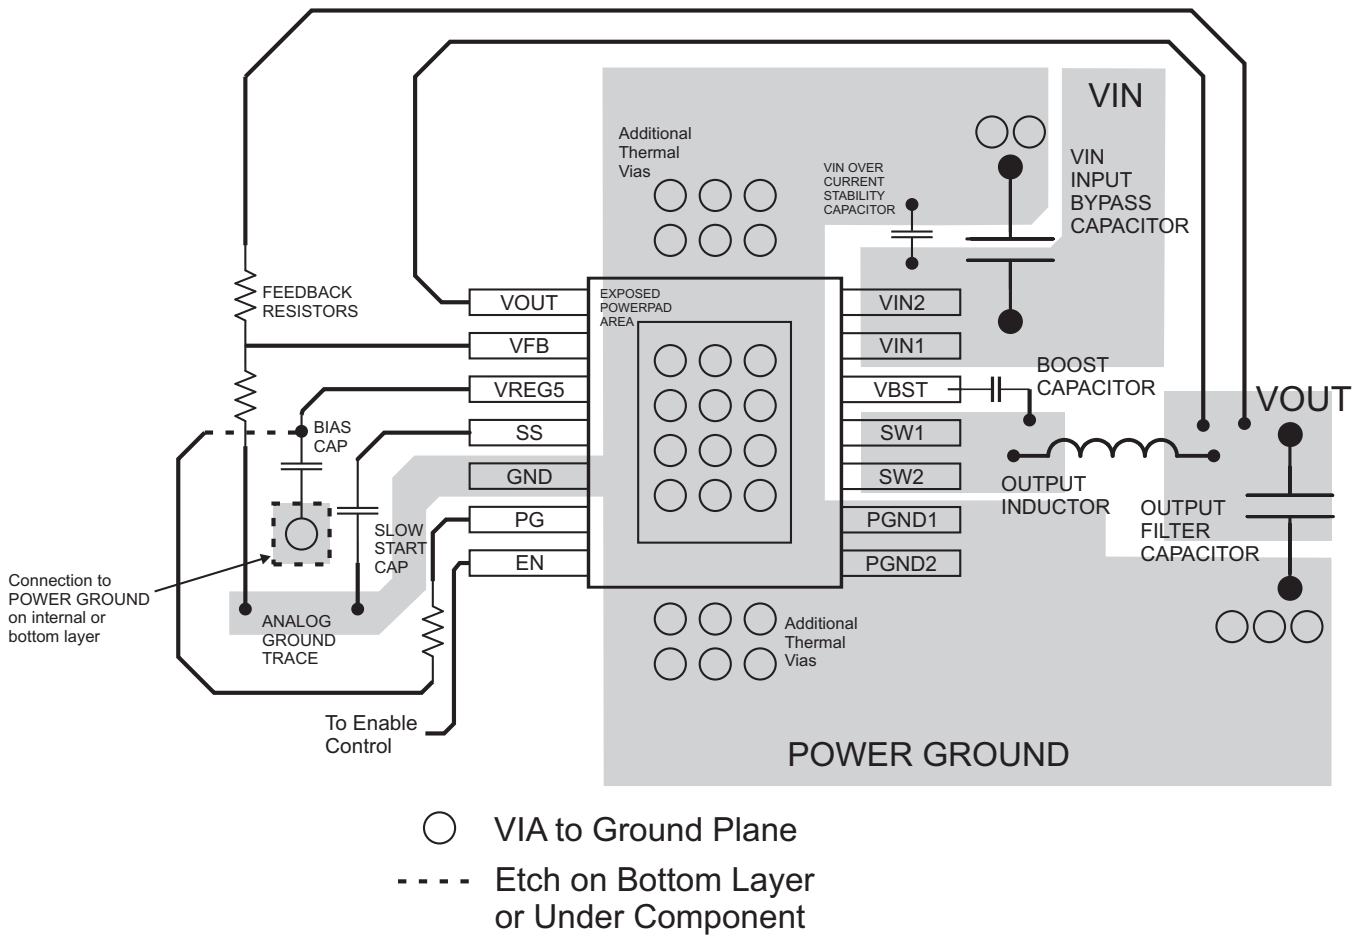 VIN
Additional
Thermal
Vias
VIN OVER
CURRENT
STABILITY
CAPACITOR
VIN
INPUT
BYPASS
CAPACITOR
FEEDBACK
RESISTORS
VOUT
EXPOSED
POWERPAD
AREA
VIN2
VFB
VIN1
VREG5
VBST
BOOST
CAPACITOR
VOUT
BIAS
CAP
SS
SW1
GND
SW2
OUTPUT
INDUCTOR
OUTPUT
FILTER
CAPACITOR
PG
PGND1
SLOW
START
CAP
EN
PGND2
Connection to
POWER GROUND
on internal or
bottom layer
ANALOG
GROUND
TRACE
Additional
Thermal
Vias
To Enable
Control
POWER GROUND
VIA to Ground Plane
Etch on Bottom Layer
or Under Component